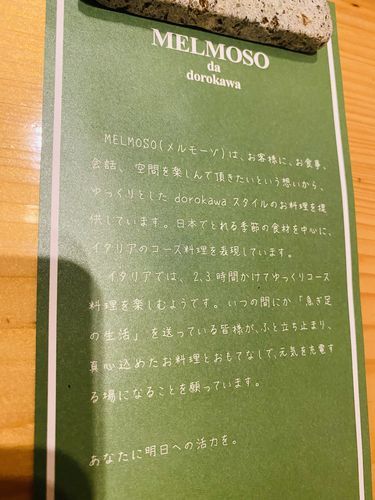 MELMOSO
da
dorokawa
MELMOSO(メルモーゾ)は、お客様に、お食事、
会話、空間を楽しんで頂きたいという想いから、
ゆっくりとした dorokawa スタイルのお料理を提
供しています。日本でとれる季節の食材を中心に、
イタリアのコース料理を表現しています。
イタリアでは、2,3時間かけてゆっくりコース
料理を楽しむようです。いつの間にか「急ぎ足
の生活」を送っている皆様が、ふと立ち止まり、
真心込めたお料理とおもてなしで、元気を充電す
る場になることを願っています。
あなたに明日への活力を。